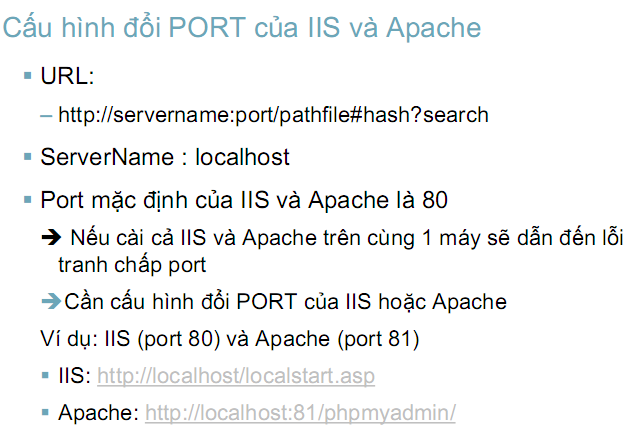 Cấu hình đổi PORT của IIS và Apache
▪ URL:
– http://servername:port/pathfile#hash?search
▪ ServerName : localhost
▪ Port mặc định của IIS và Apache là 80
➔ Nếu cài cả IIS và Apache trên cùng 1 máy sẽ dẫn đến lỗi
tranh chấp port
➔Cần cấu hình đổi PORT của IIS hoặc Apache
Ví dụ: IIS (port 80) và Apache (port 81)
▪ IIS: http://localhost/localstart.asp
▪ Apache: http://localhost:81/phpmyadmin/